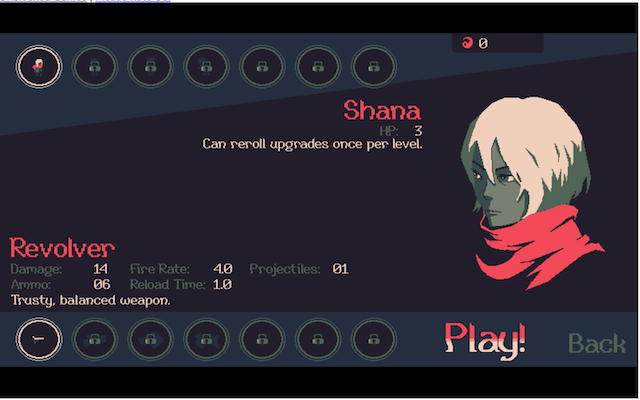 0
Shana
HP: 3
Can reroll upgrades once per level.
Revolver
Damage: 14 Fire Rate: 4.0 Projectiles: 01
Ammo: 06 Reload Time: 1.0
Trusty, balanced weapon.
Play! Back